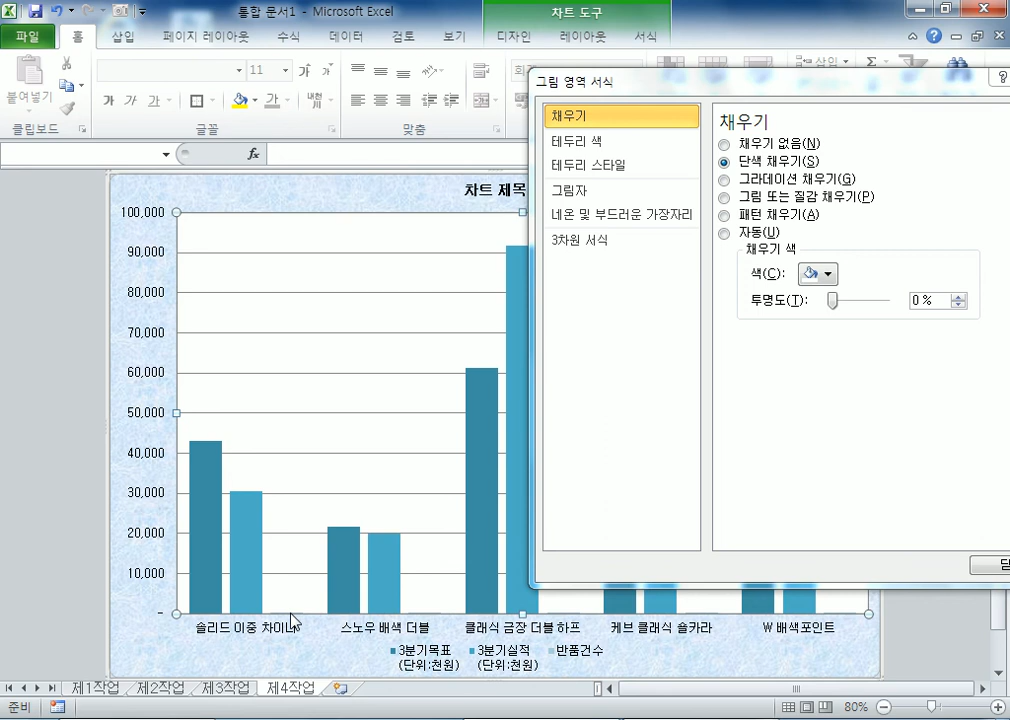 통합 문서1 - Microsoft Excel
차트 도구
파일 홈 삽입 페이지 레이아웃 수식 데이터 검토 보기 디자인 레이아웃 서식
붙여넣기
11 가 가
가 가 가 가 내천
삽입 Σ
클립보드 글꼴 맞춤
fx
그림 영역 서식
채우기
테두리 색
테두리 스타일
그림자
네온 및 부드러운 가장자리
3차원 서식
채우기
채우기 없음(N)
단색 채우기(S)
그라데이션 채우기(G)
그림 또는 질감 채우기(P)
패턴 채우기(A)
자동(U)
채우기 색
색(C):
투명도(T): 0 %
차트 제목
100,000
90,000
80,000
70,000
60,000
50,000
40,000
30,000
20,000
10,000
-
솔리드 이중 차이나 스노우 배색 더블 클래식 금장 더블 하프 케브 클래식 숄카라 W 배색포인트
3분기목표 3분기실적 반품건수
(단위:천원) (단위:천원)
제1작업 제2작업 제3작업 제4작업
준비 80%